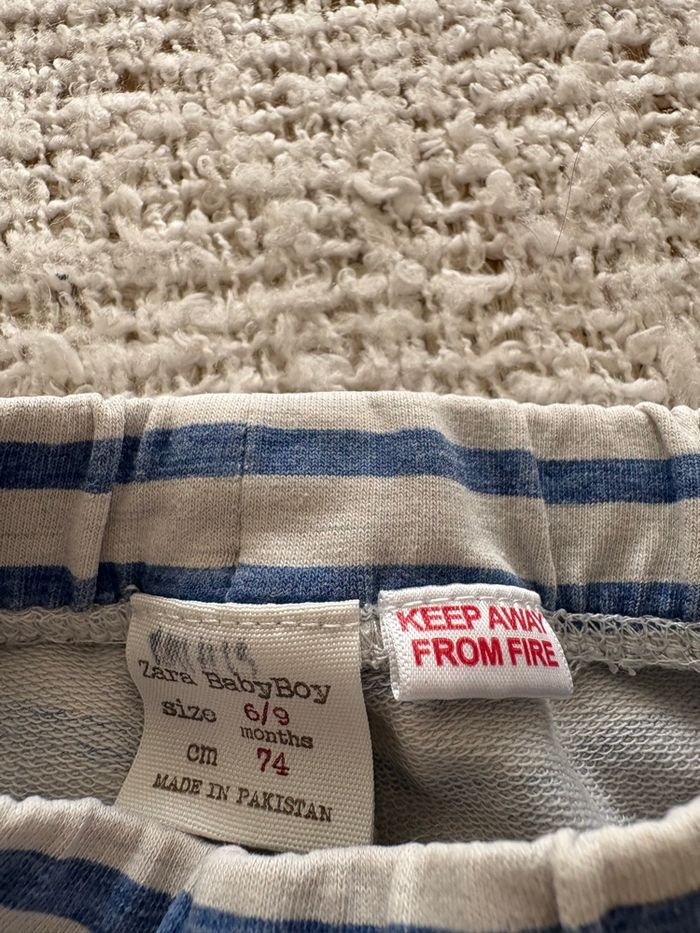 Zara BabyBoy
size 6/9
months
cm 74
MADE IN PAKISTAN
KEEP AWAY
FROM FIRE